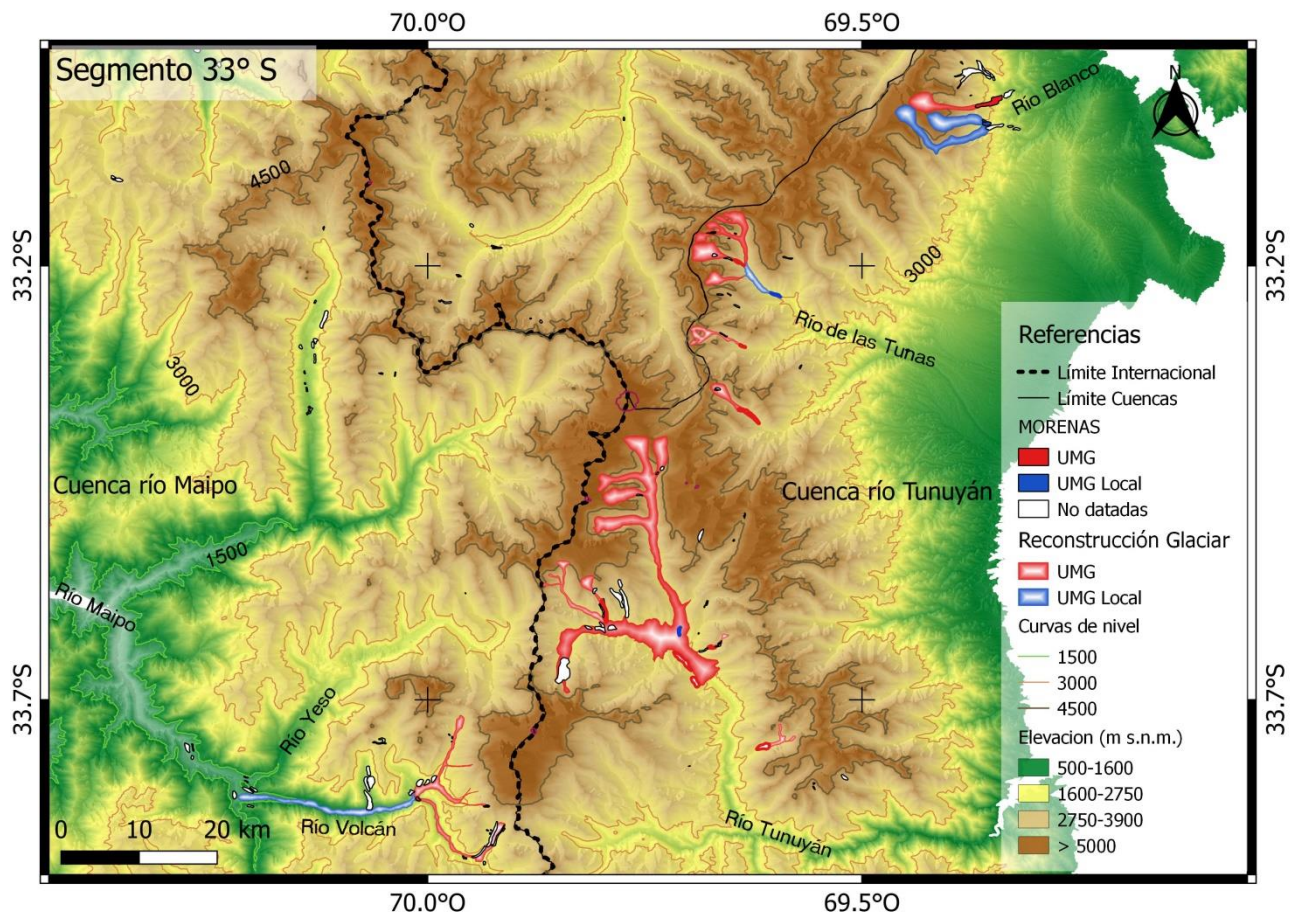 70.0°O
69.5°O
Segmento 33° S
N
Río Blanco
4500
33.2°S
33.2°S
3000
Río de las Tunas
3000
Referencias
Límite Internacional
Límite Cuencas
MORENAS
UMG
UMG Local
No datadas
Reconstrucción Glaciar
UMG
UMG Local
Curvas de nivel
1500
3000
4500
Elevacion (m s.n.m.)
500-1600
1600-2750
2750-3900
> 5000
Cuenca río Maipo
Cuenca río Tunuyán
1500
Río Maipo
33.7°S
33.7°S
Río Yeso
Río Volcán
Río Tunuyán
0 10 20 km
70.0°O
69.5°O